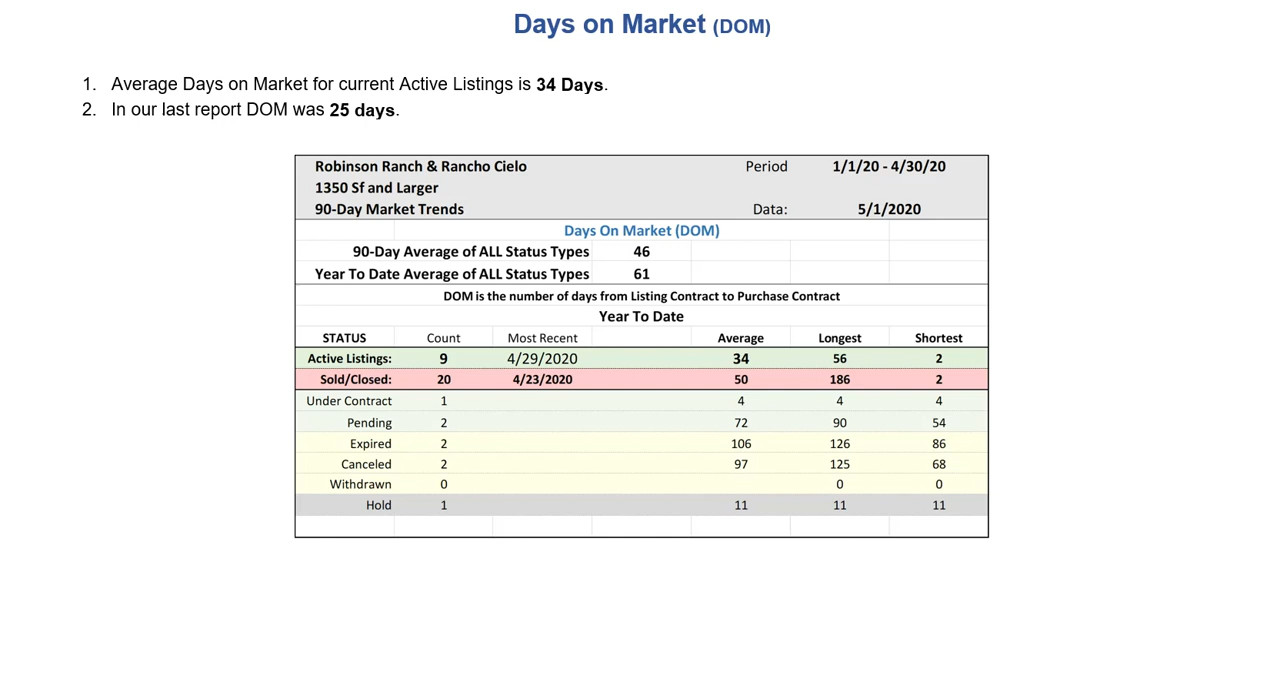 Days on Market (DOM)
1. Average Days on Market for current Active Listings is 34 Days.
2. In our last report DOM was 25 days.
Robinson Ranch & Rancho Cielo Period 1/1/20 - 4/30/20
1350 Sf and Larger
90-Day Market Trends Data: 5/1/2020
Days On Market (DOM)
90-Day Average of ALL Status Types 46
Year To Date Average of ALL Status Types 61
DOM is the number of days from Listing Contract to Purchase Contract
Year To Date
STATUS Count Most Recent Average Longest Shortest
Active Listings: 9 4/29/2020 34 56 2
Sold/Closed: 20 4/23/2020 50 186 2
Under Contract 1 4 4 4
Pending 2 72 90 54
Expired 2 106 126 86
Canceled 2 97 125 68
Withdrawn 0 0 0
Hold 1 11 11 11